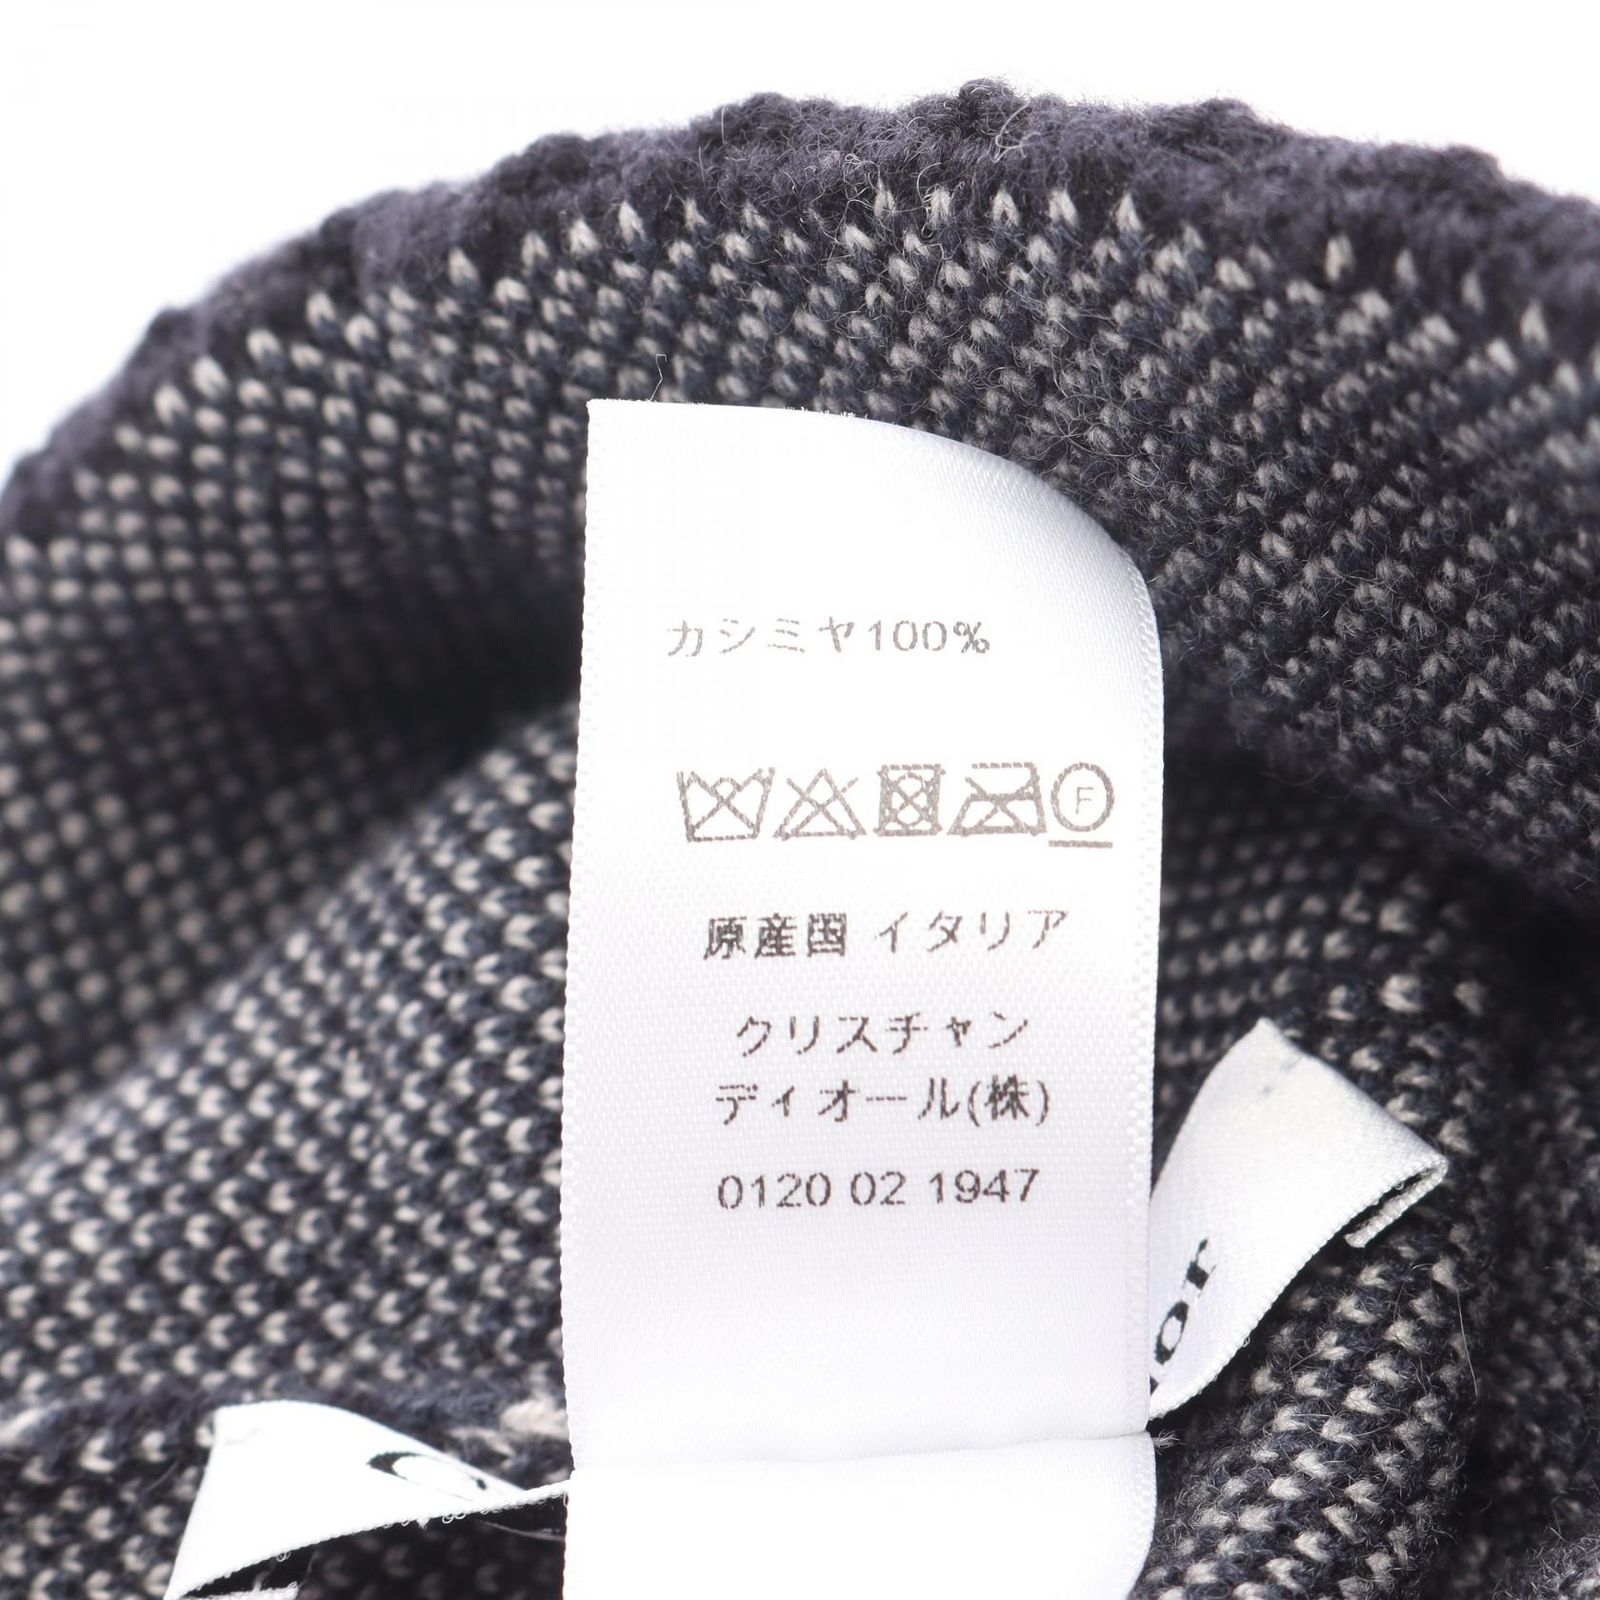 カシミヤ100%
F
原産国 イタリア
クリスチャン
ディオール(株)
0120 02 1947
ior